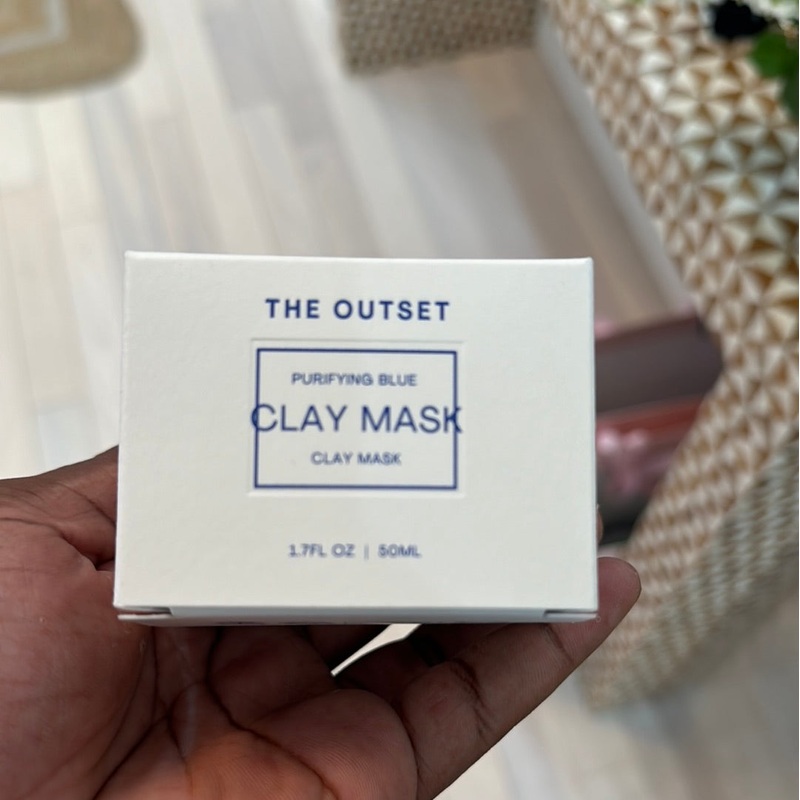 THE OUTSET
PURIFYING BLUE
CLAY MASK
CLAY MASK
1.7FL OZ | 50ML